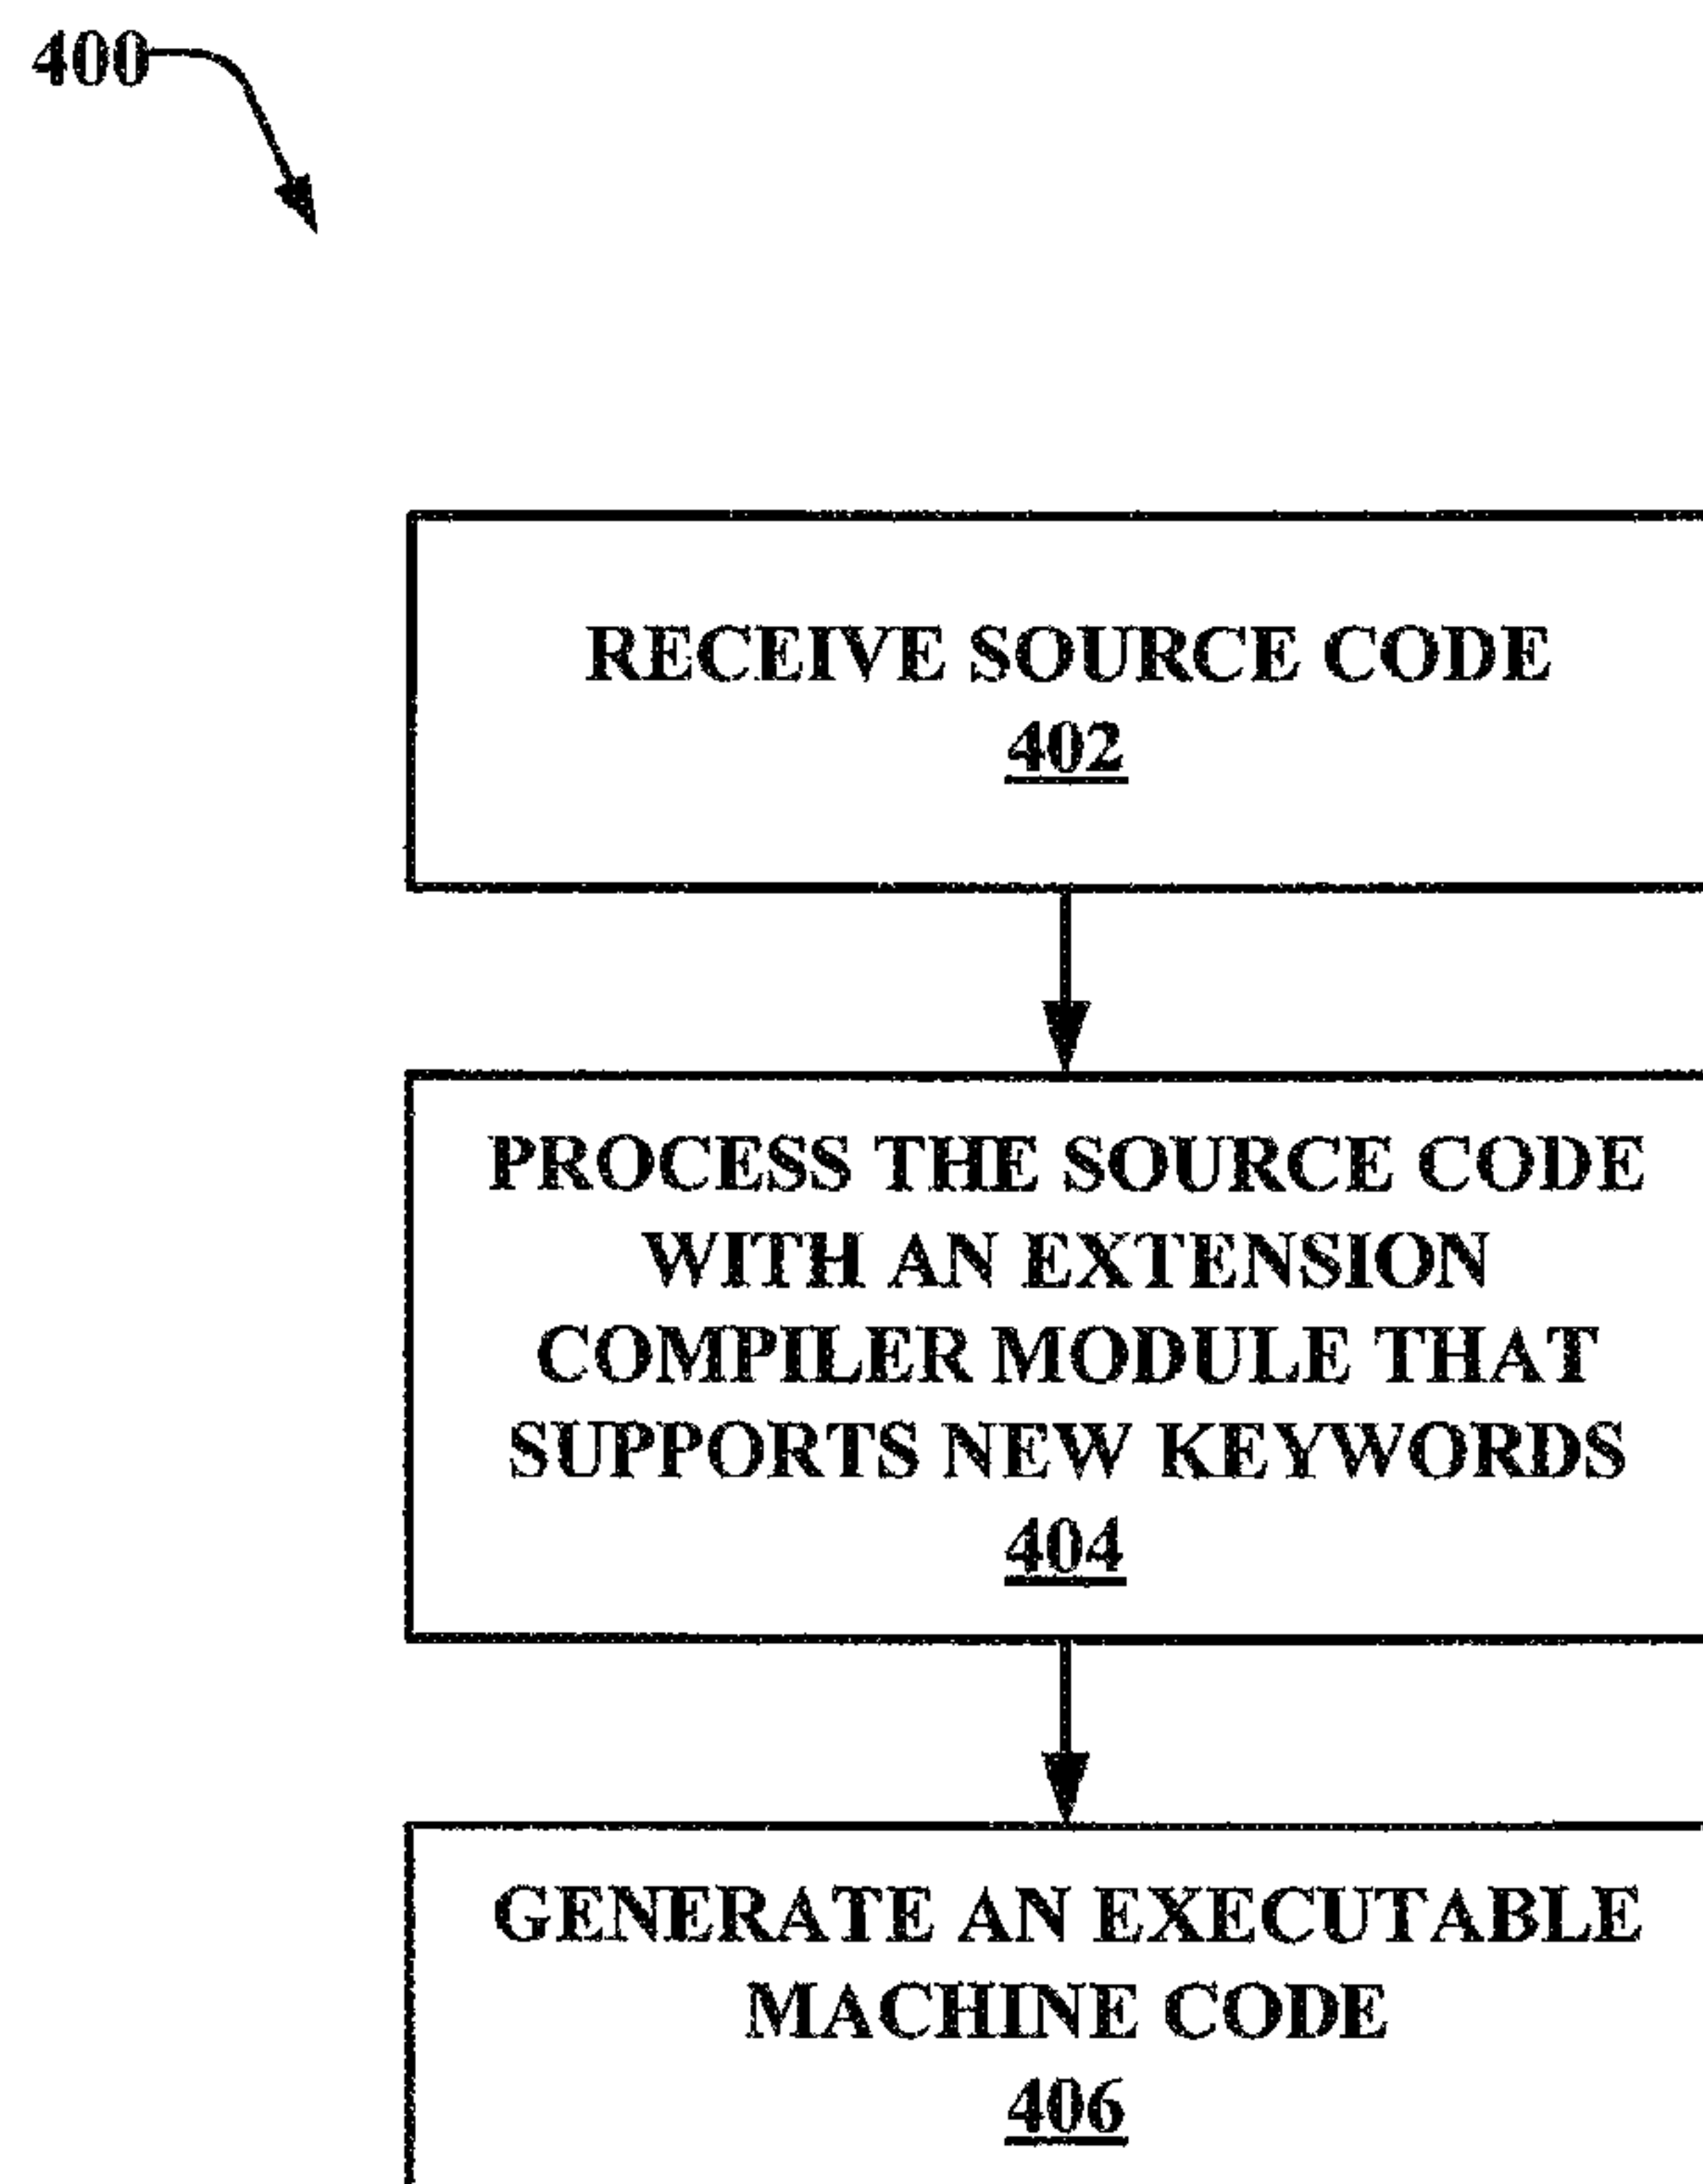 400
RECEIVE SOURCE CODE
402
PROCESS THE SOURCE CODE
WITH AN EXTENSION
COMPILER MODULE THAT
SUPPORTS NEW KEYWORDS
404
GENERATE AN EXECUTABLE
MACHINE CODE
406